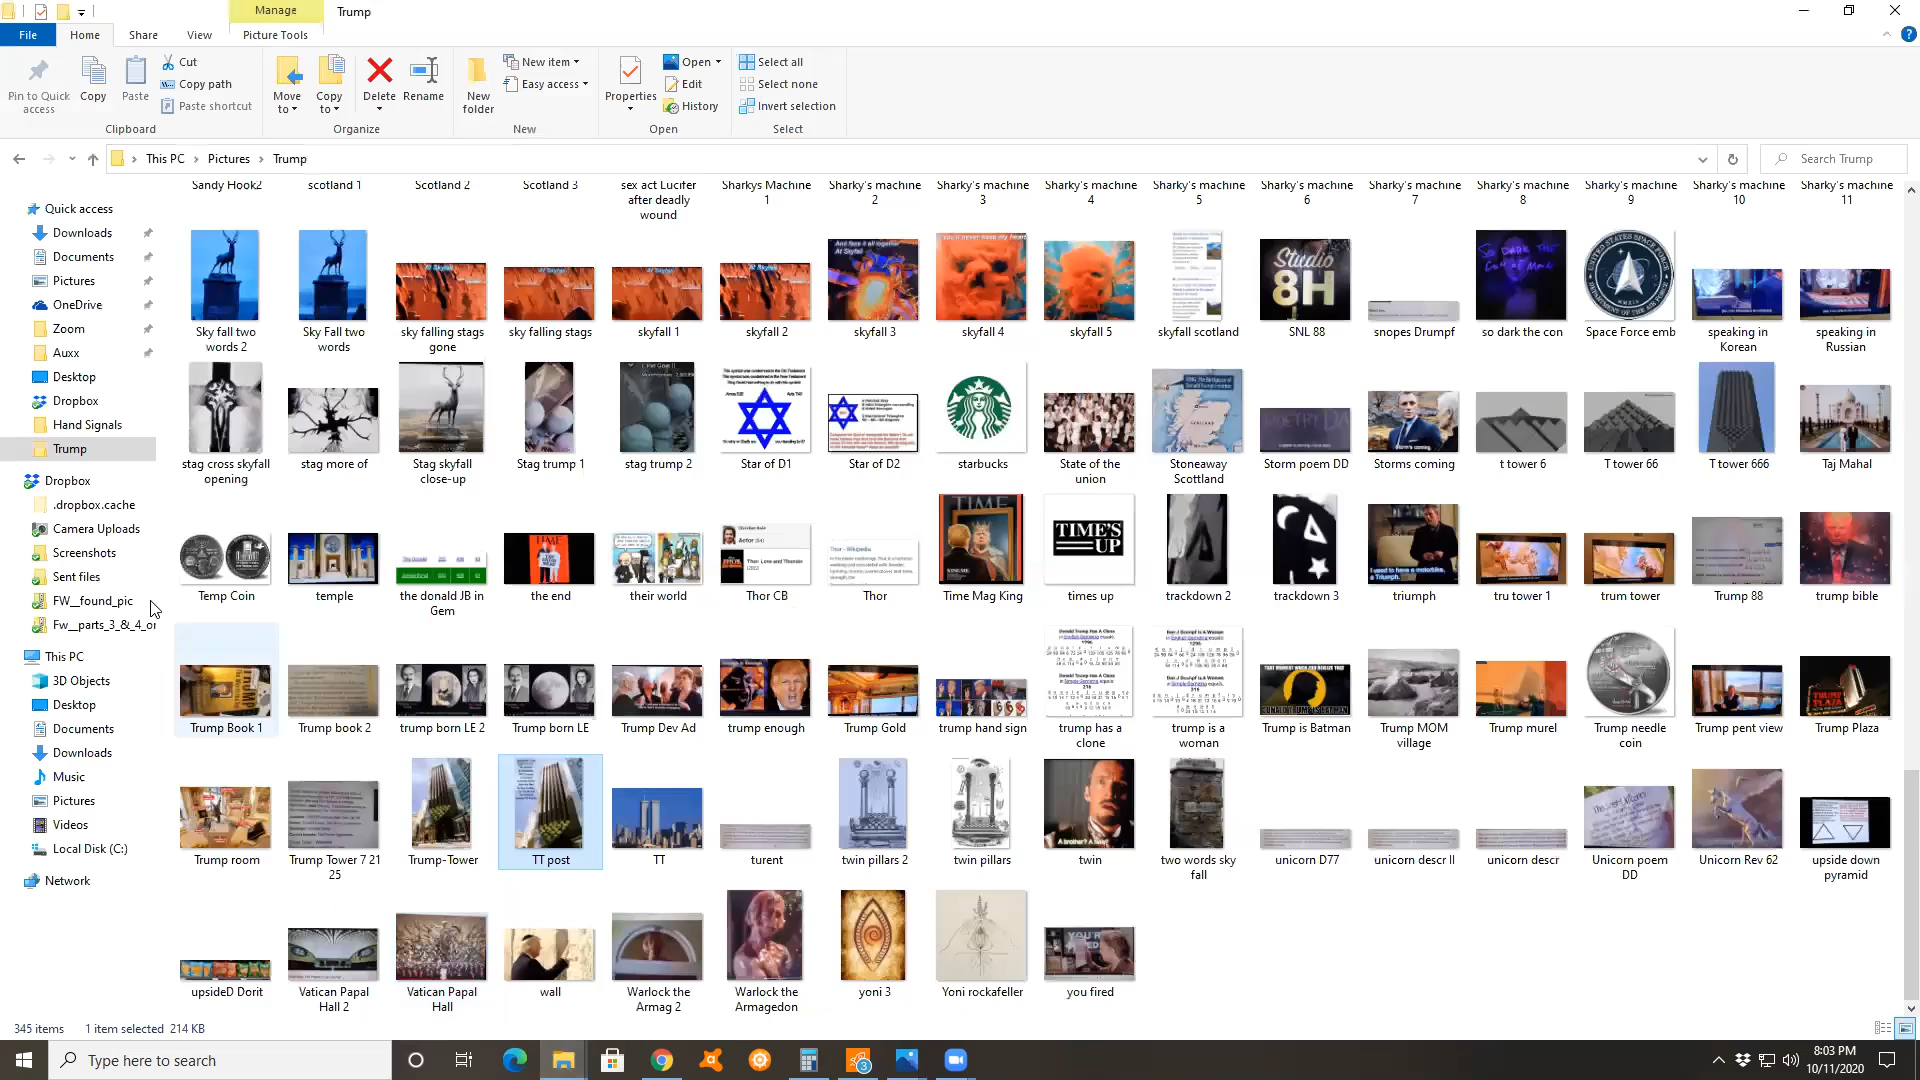 Manage
Trump
File
Home
Share
View
Picture Tools
Pin to Quick
access
Copy
Paste
Cut
Copy path
Paste shortcut
Move
to
Copy
to
Delete
Rename
New
folder
New item
Easy access
Properties
Open
Edit
History
Select all
Select none
Invert selection
Clipboard
Organize
New
Open
Select
This PC
Pictures
Trump
Search Trump
Quick access
Downloads
Documents
Pictures
OneDrive
Zoom
Auxx
Desktop
Dropbox
Hand Signals
Trump
Dropbox
.dropbox.cache
Camera Uploads
Screenshots
Sent files
FW__found_pic
Fw__parts_3_&_4_o
This PC
3D Objects
Desktop
Documents
Downloads
Music
Pictures
Videos
Local Disk (C:)
Network
Sandy Hook2
scotland 1
Scotland 2
Scotland 3
sex act Lucifer
after deadly
wound
Sharkys Machine
1
Sharky's machine
2
Sharky's machine
3
Sharky's machine
4
Sharky's machine
5
Sharky's machine
6
Sharky's machine
7
Sharky's machine
8
Sharky's machine
9
Sharky's machine
10
Sharky's machine
11
At Skyfall
Studio
8H
Sky fall two
words 2
Sky Fall two
words
sky falling stags
gone
sky falling stags
skyfall 1
skyfall 2
skyfall 3
skyfall 4
skyfall 5
skyfall scotland
SNL 88
snopes Drumpf
so dark the con
Space Force emb
speaking in
Korean
speaking in
Russian
stag cross skyfall
opening
stag more of
Stag skyfall
close-up
Stag trump 1
stag trump 2
Star of D1
Star of D2
starbucks
State of the
union
Stoneaway
Scottland
Storm poem DD
Storms coming
t tower 6
T tower 66
T tower 666
Taj Mahal
TIME
TIME'S
UP
Temp Coin
temple
the donald JB in
Gem
the end
their world
Thor CB
Thor
Time Mag King
times up
trackdown 2
trackdown 3
triumph
tru tower 1
trum tower
Trump 88
trump bible
Trump Book 1
Trump book 2
trump born LE 2
Trump born LE
Trump Dev Ad
trump enough
Trump Gold
trump hand sign
trump has a
clone
trump is a
woman
Trump is Batman
Trump MOM
village
Trump murel
Trump needle
coin
Trump pent view
Trump Plaza
Trump room
Trump Tower 7 21
25
Trump-Tower
TT post
TT
turent
twin pillars 2
twin pillars
twin
two words sky
fall
unicorn D77
unicorn descr II
unicorn descr
Unicorn poem
DD
Unicorn Rev 62
upside down
pyramid
upsideD Dorit
Vatican Papal
Hall 2
Vatican Papal
Hall
wall
Warlock the
Armag 2
Warlock the
Armagedon
yoni 3
Yoni rockafeller
you fired
345 items
1 item selected 214 KB
Type here to search
3
8:03 PM
10/11/2020